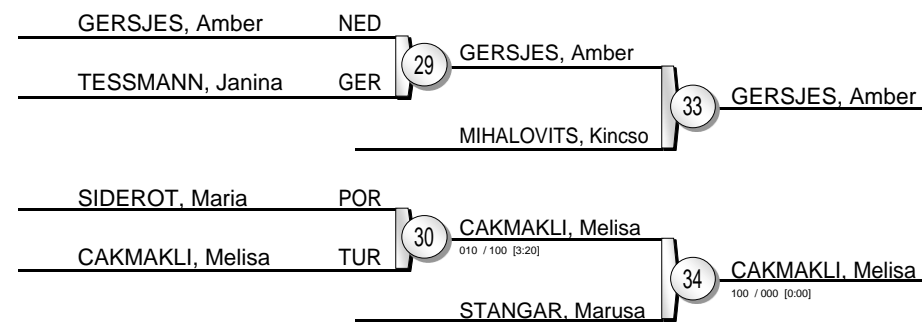 GERSJES, Amber NED
29
GERSJES, Amber
TESSMANN, Janina GER
33
GERSJES, Amber
MIHALOVITS, Kincso
SIDEROT, Maria POR
30
CAKMAKLI, Melisa
010 / 100 [3:20]
CAKMAKLI, Melisa TUR
34
CAKMAKLI, Melisa
100 / 000 [0:00]
STANGAR, Marusa